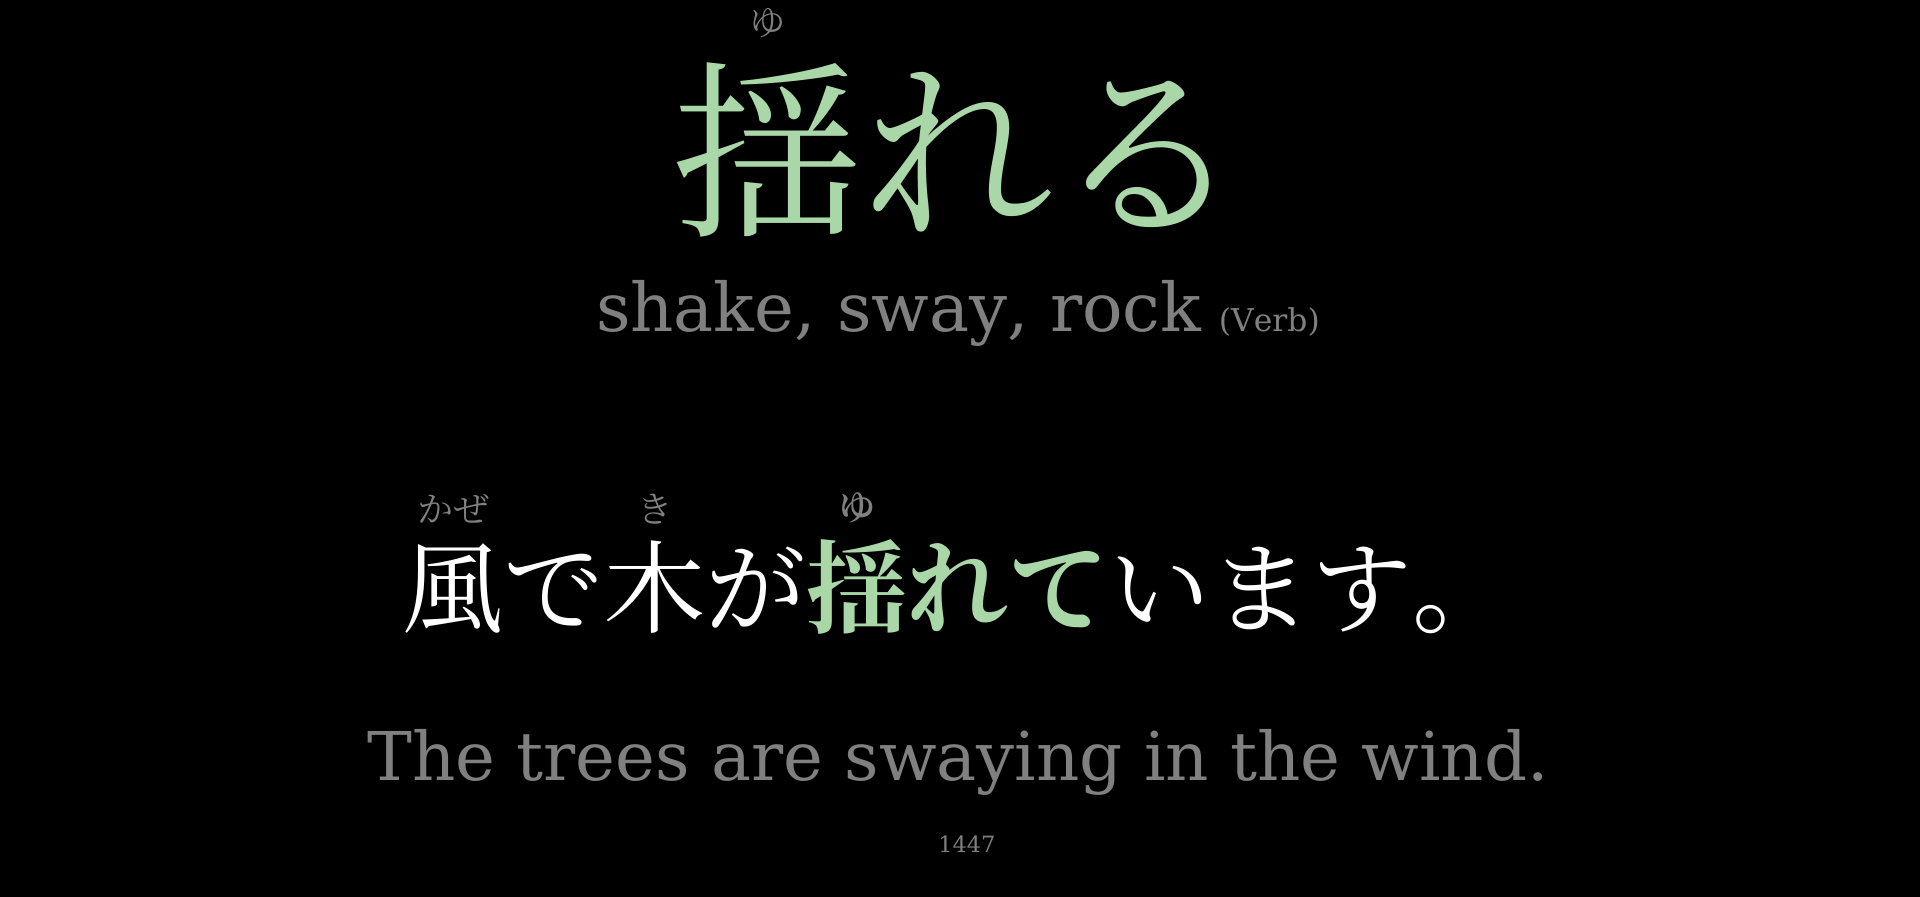 ゆ
揺れる
shake, sway, rock (Verb)
かぜ き ゆ
風で木が揺れています。
The trees are swaying in the wind.
1447